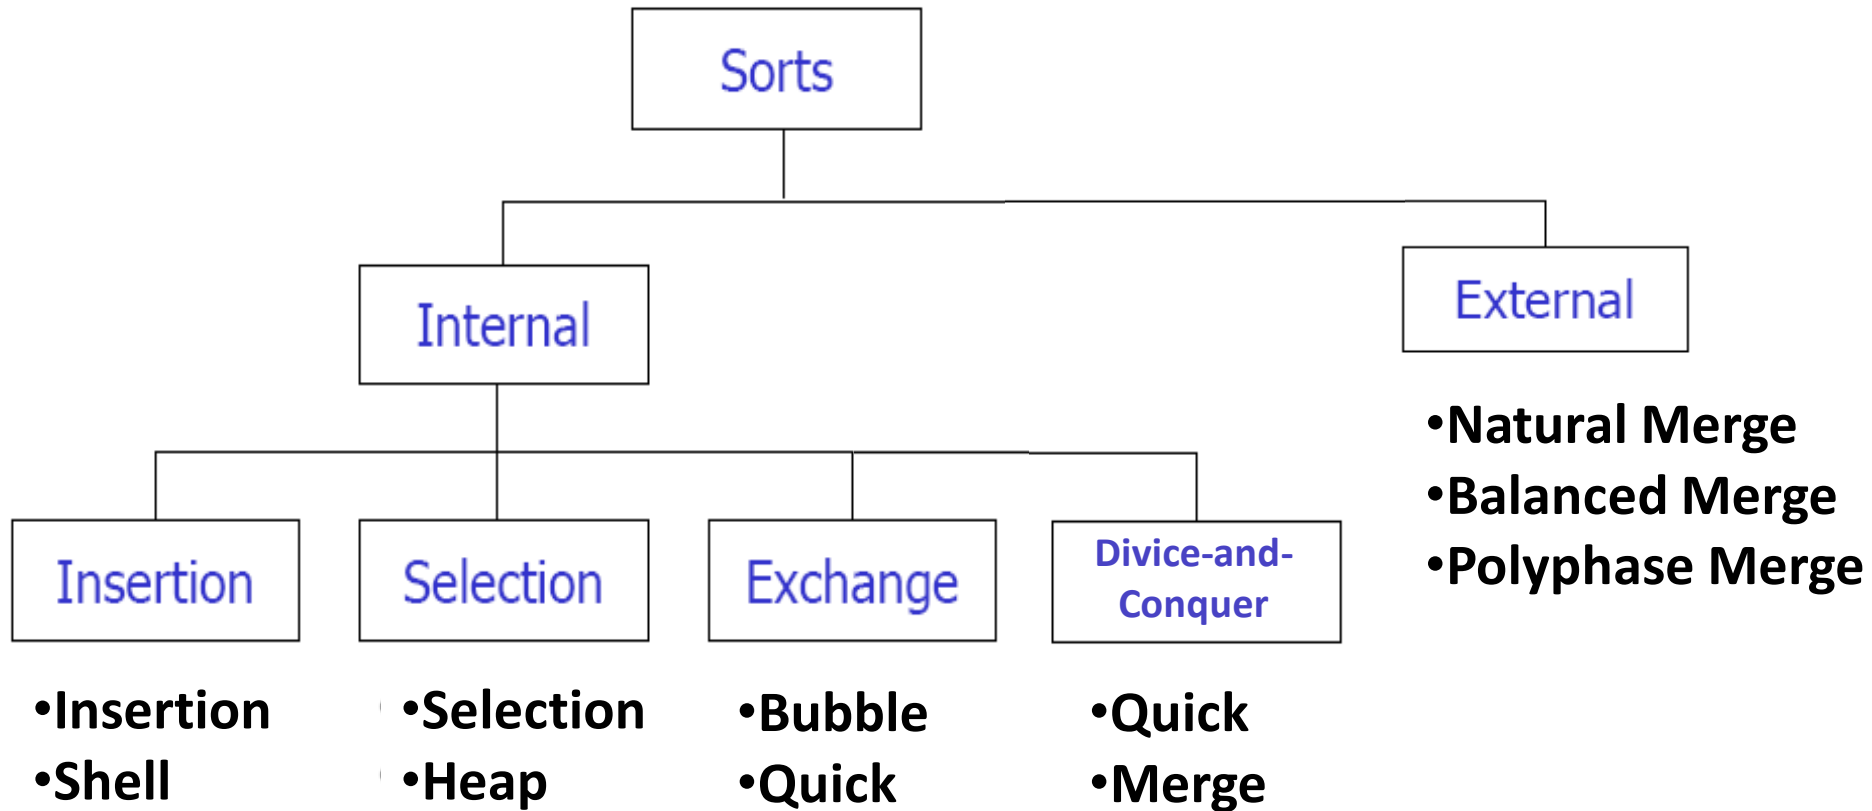 Sorts
Internal
External
•Natural Merge
•Balanced Merge
•Polyphase Merge
Insertion
Selection
Exchange
Divice-and-
Conquer
•Insertion
•Shell
•Selection
•Heap
•Bubble
•Quick
•Quick
•Merge